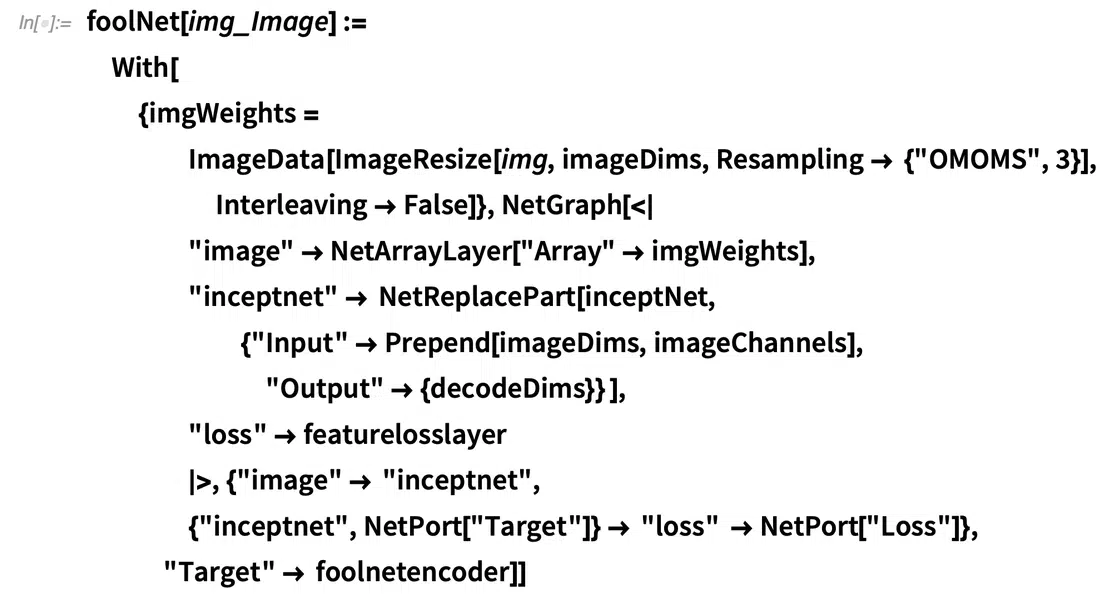 In[•]:= foolNet[img_Image] :=
With[
{imgWeights =
ImageData[ImageResize[img, imageDims, Resampling → {"OMOMS", 3}],
Interleaving → False]}, NetGraph[<|
"image" → NetArrayLayer["Array" → imgWeights],
"inceptnet" → NetReplacePart[inceptNet,
{"Input" → Prepend[imageDims, imageChannels],
"Output" → {decodeDims}} ],
"loss" → featurelosslayer
|>, {"image" → "inceptnet",
{"inceptnet", NetPort["Target"]} → "loss" → NetPort["Loss"]},
"Target" → foolnetencoder]]